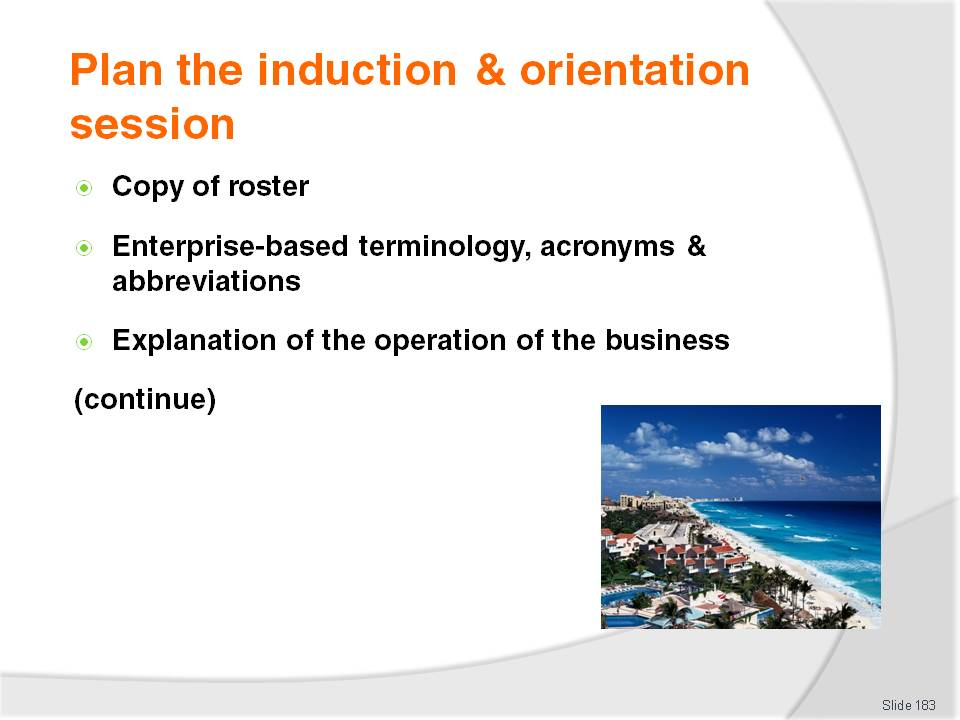 Plan the induction & orientation
session
Copy of roster
Enterprise-based terminology, acronyms &
abbreviations
Explanation of the operation of the business
(continue)
Slide 183